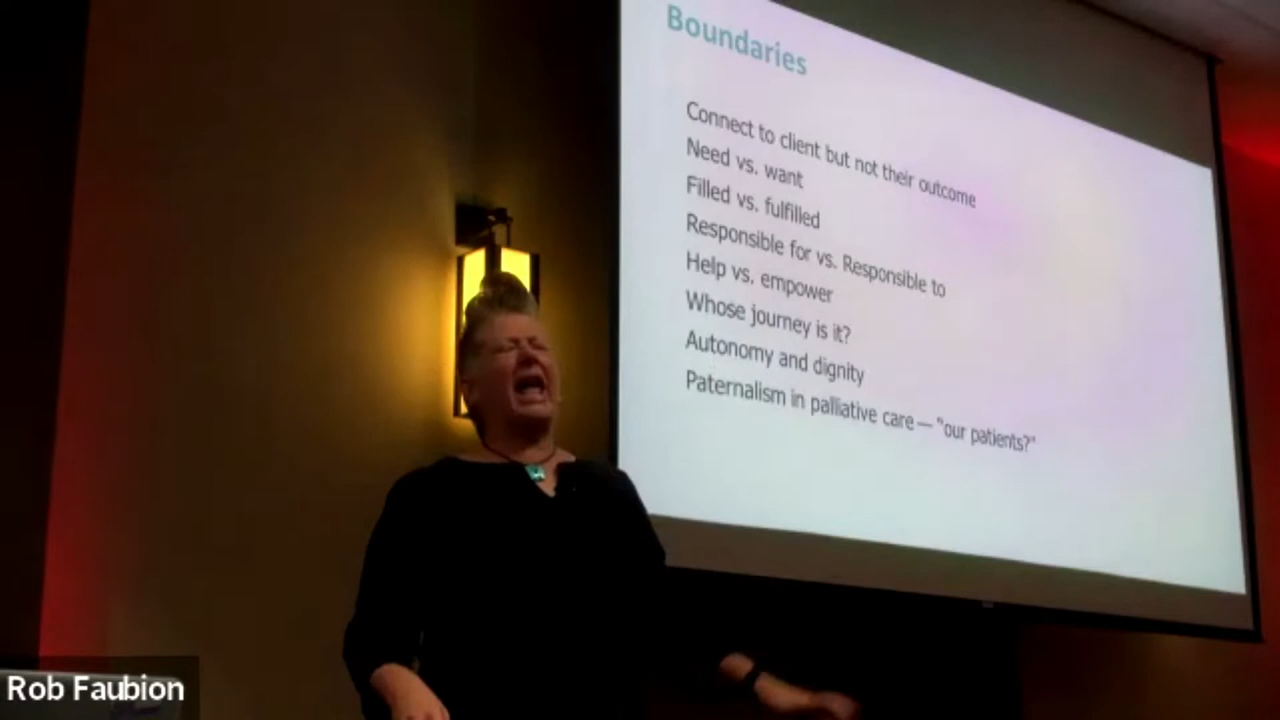 Boundaries
Connect to client but not their outcome
Need vs. want
Filled vs. fulfilled
Responsible for vs. Responsible to
Help vs. empower
Whose journey is it?
Autonomy and dignity
Paternalism in palliative care — "our patients?"
Rob Faubion